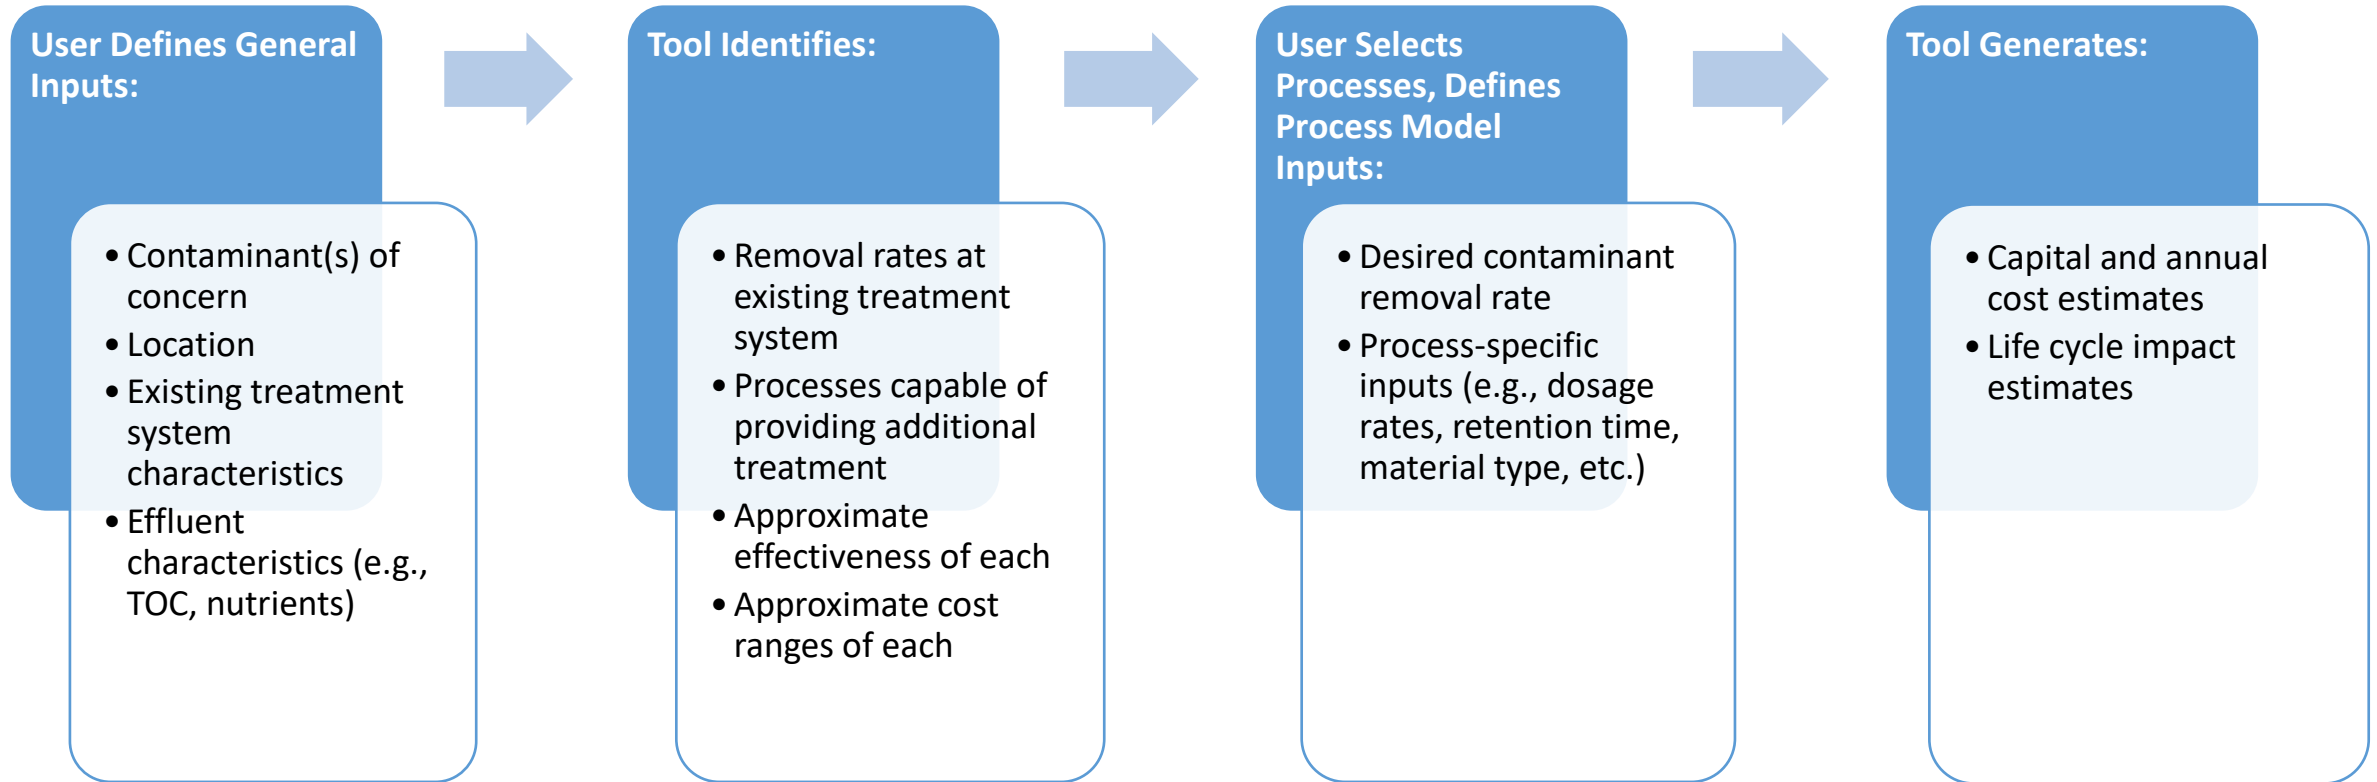 User Defines General
Inputs:
• Contaminant(s) of
concern
• Location
• Existing treatment
system
characteristics
• Effluent
characteristics (e.g.,
TOC, nutrients)
Tool Identifies:
• Removal rates at
existing treatment
system
• Processes capable of
providing additional
treatment
• Approximate
effectiveness of each
• Approximate cost
ranges of each
User Selects
Processes, Defines
Process Model
Inputs:
• Desired contaminant
removal rate
• Process-specific
inputs (e.g., dosage
rates, retention time,
material type, etc.)
Tool Generates:
• Capital and annual
cost estimates
• Life cycle impact
estimates